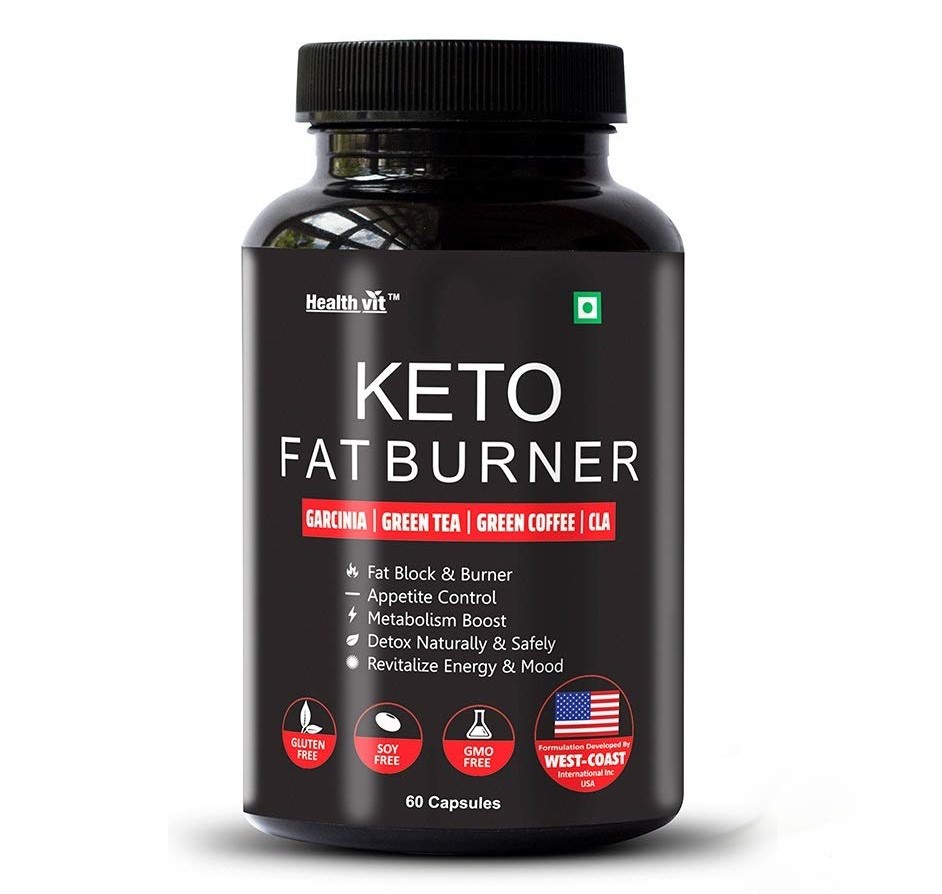 Health vit™
KETO
FAT BURNER
GARCINIA | GREEN TEA | GREEN COFFEE | CLA
Fat Block & Burner
Appetite Control
Metabolism Boost
Detox Naturally & Safely
Revitalize Energy & Mood
GLUTEN
FREE
SOY
FREE
GMO
FREE
Formulation Developed By
WEST-COAST
International Inc
USA
60 Capsules